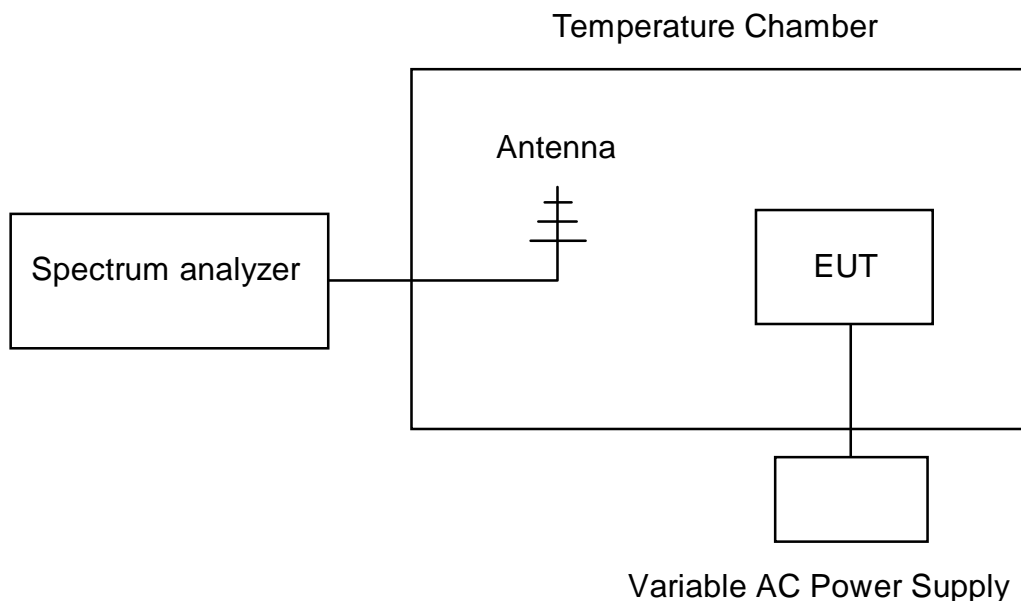 Temperature Chamber
Antenna
Spectrum analyzer
EUT
Variable AC Power Supply